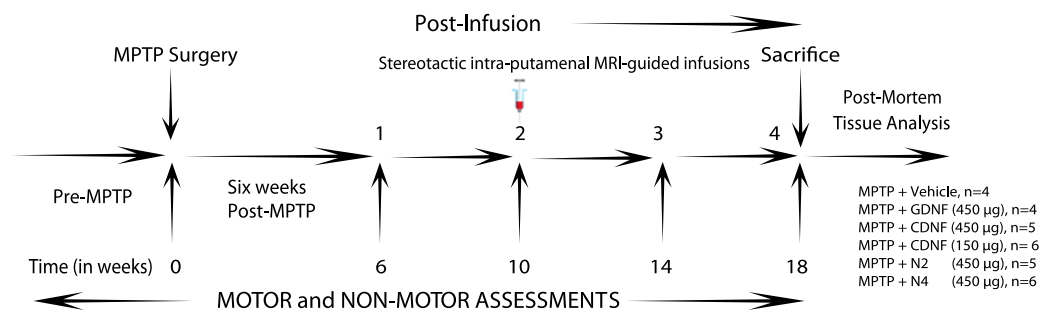 Post-Infusion
MPTP Surgery
Stereotactic intra-putamenal MRI-guided infusions
Sacrifice
Post-Mortem
Tissue Analysis
1
2
3
4
Pre-MPTP
Six weeks
Post-MPTP
MPTP + Vehicle, n=4
MPTP + GDNF (450 µg), n=4
MPTP + CDNF (450 µg), n=5
MPTP + CDNF (150 µg), n= 6
MPTP + N2 (450 µg), n=5
MPTP + N4 (450 µg), n=6
Time (in weeks) 0 6 10 14 18
MOTOR and NON-MOTOR ASSESSMENTS